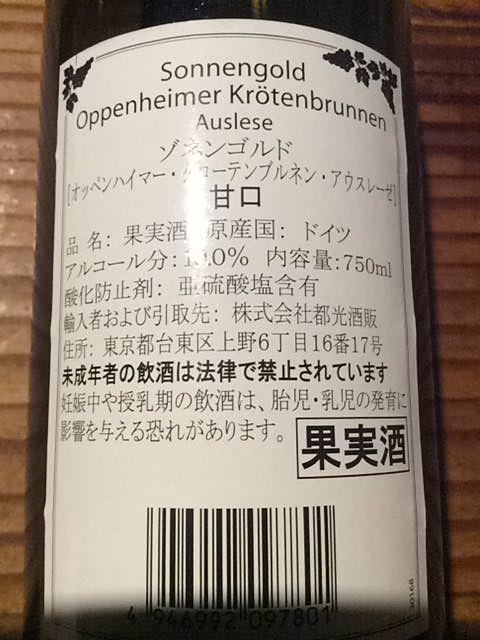 Sonnengold
Oppenheimer Krötenbrunnen
Auslese
ゾネンゴルド
[オッペンハイマー・クローテンブルネン・アウスレーゼ]
甘口
品 名: 果実酒 原産国: ドイツ
アルコール分: 内容量:750ml
酸化防止剤: 亜硫酸塩含有
輸入者および引取先: 株式会社都光酒販
住所: 東京都台東区上野6丁目16番17号
未成年者の飲酒は法律で禁止されています
妊娠中や授乳期の飲酒は、胎児・乳児の発育に
影響を与える恐れがあります。
果実酒
4 946992 097801